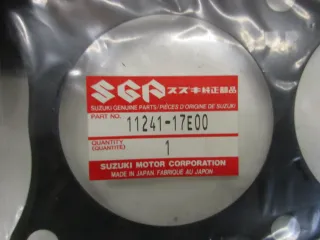 SGP スズキ純正部品
SUZUKI GENUINE PARTS/PIÈCES D'ORIGINE DE SUZUKI
PART NO. 11241-17E00
QUANTITY
(QUANTITÉ) 1
SUZUKI MOTOR CORPORATION
MADE IN JAPAN FABRIQUÉ AU JAPON